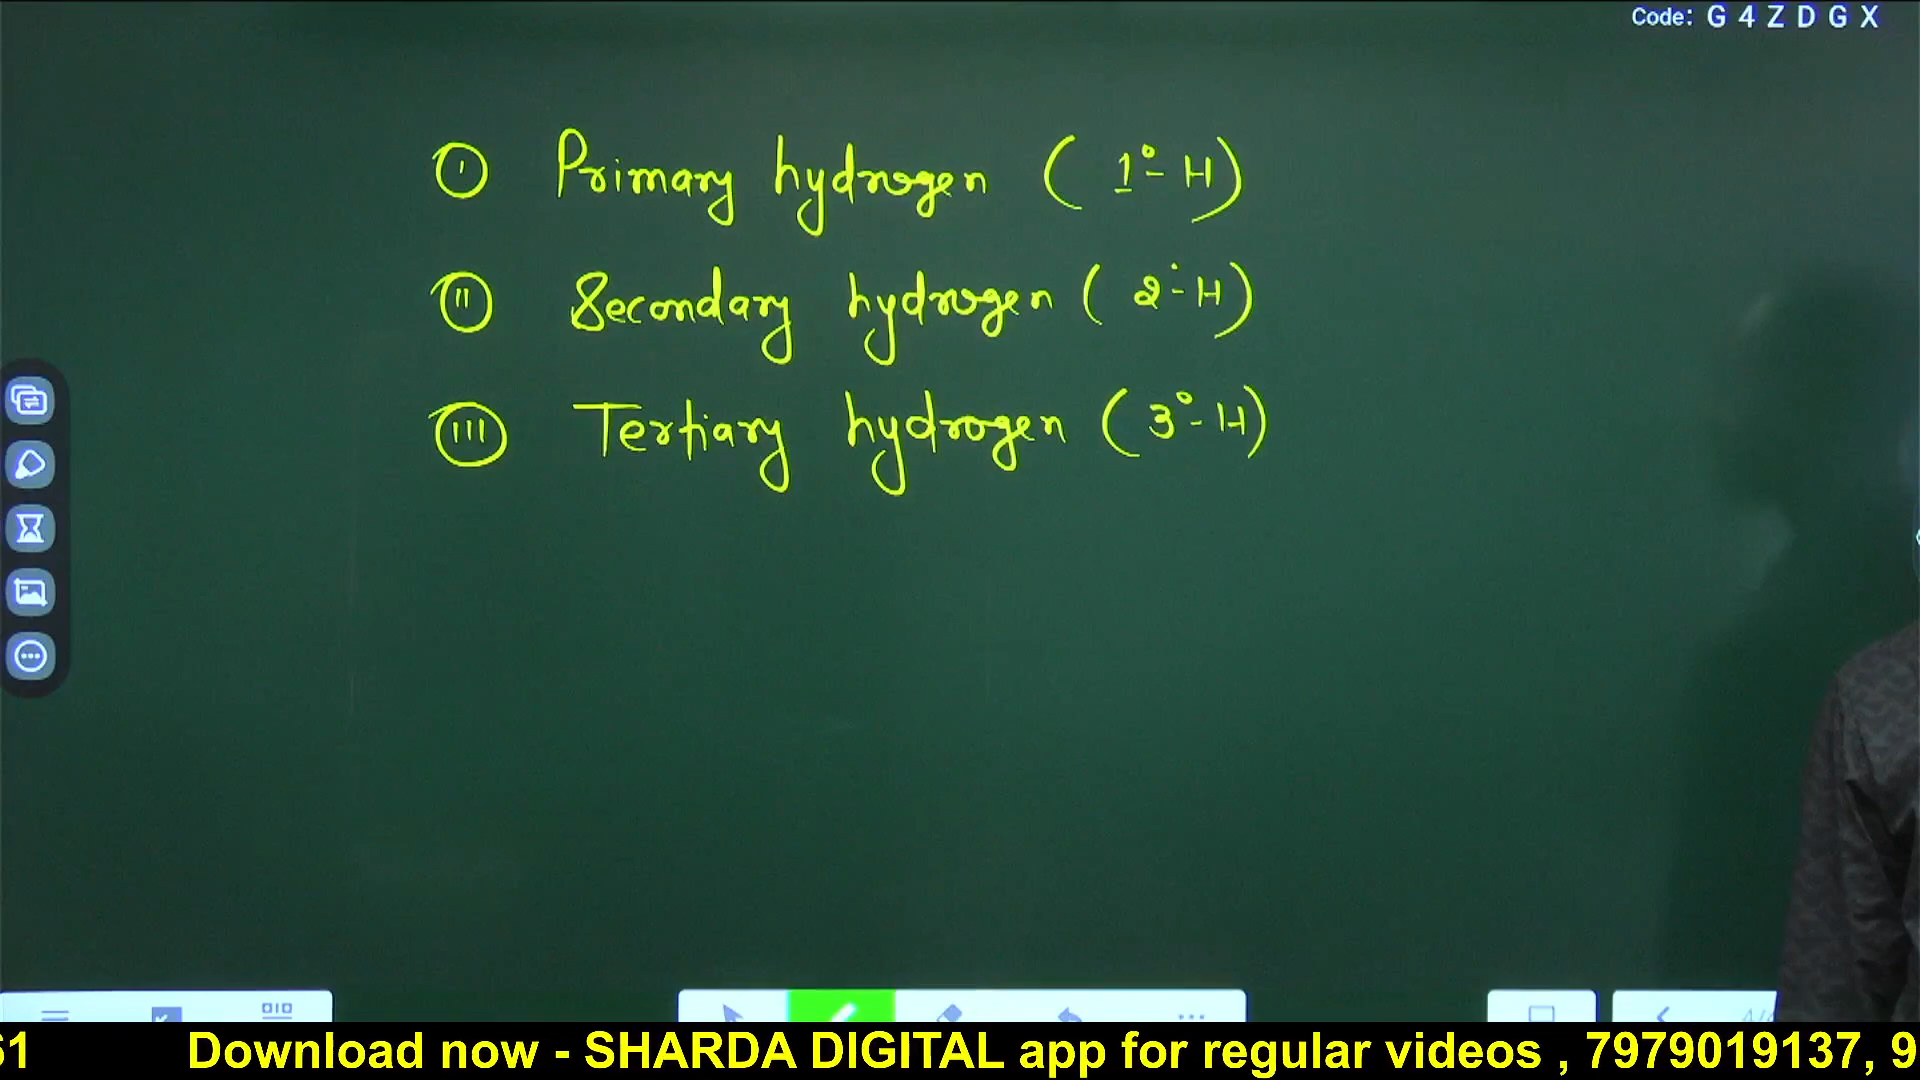 Code: G 4 Z D G X
(I) Primary hydrogen (1°-H)
(II) Secondary hydrogen (2°-H)
(III) Tertiary hydrogen (3°-H)
61 Download now - SHARDA DIGITAL app for regular videos , 7979019137, 9